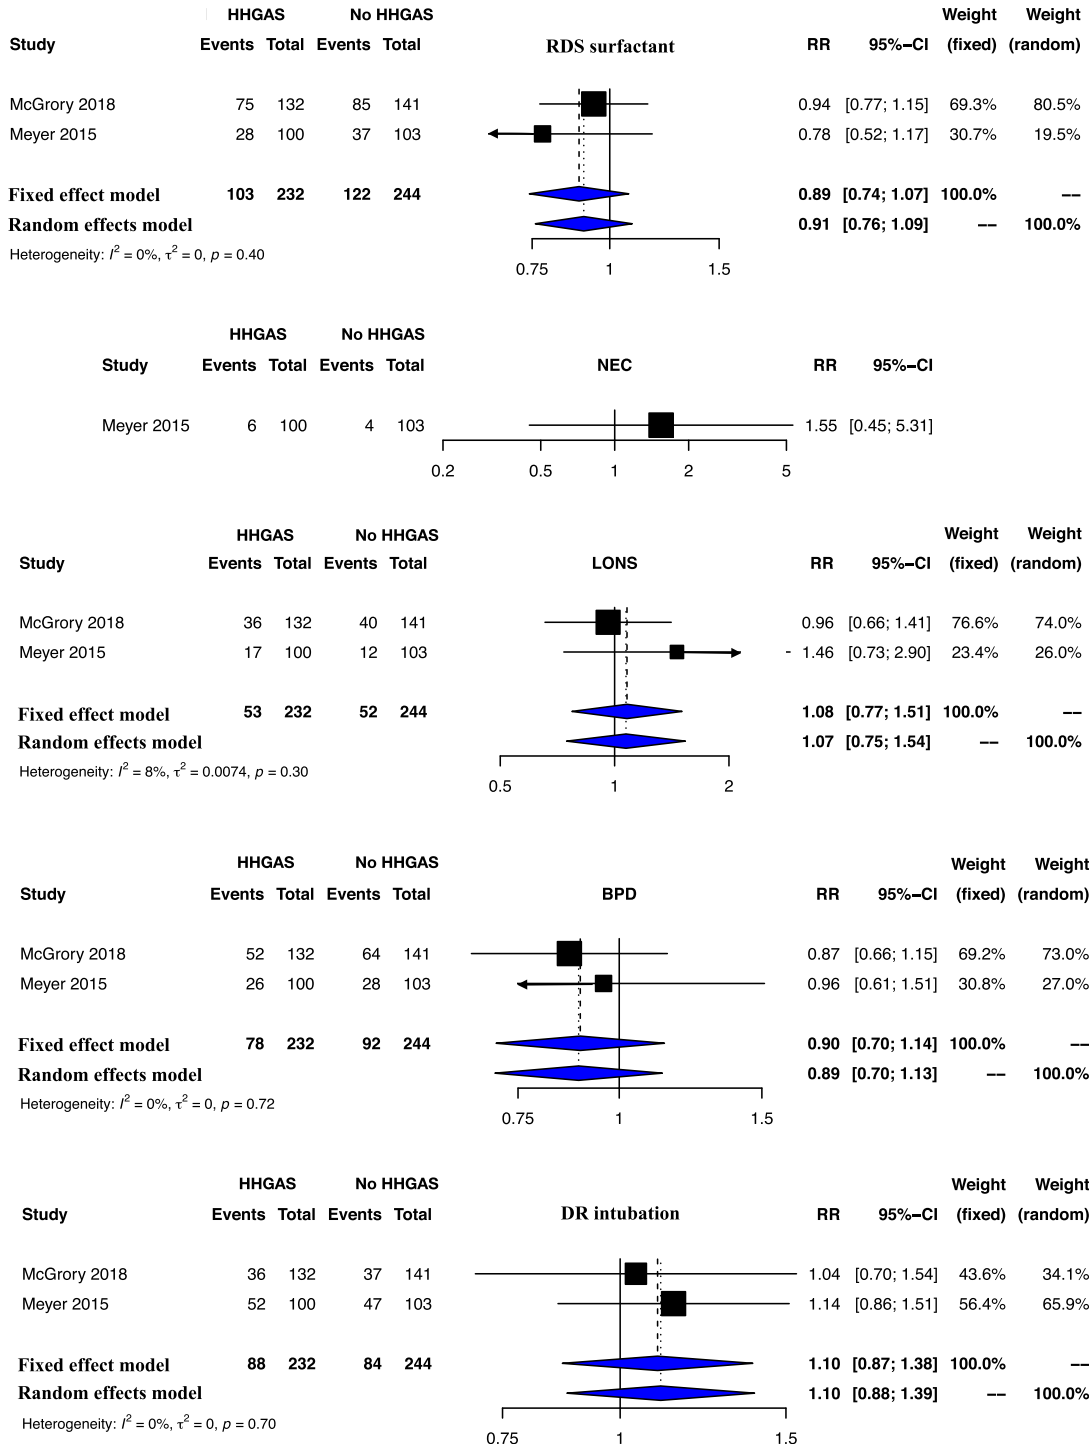 HHGAS No HHGAS Weight Weight
Study Events Total Events Total RDS surfactant RR 95%−CI (fixed) (random)
McGrory 2018 75 132 85 141 0.94 [0.77; 1.15] 69.3% 80.5%
Meyer 2015 28 100 37 103 0.78 [0.52; 1.17] 30.7% 19.5%
Fixed effect model 103 232 122 244 0.89 [0.74; 1.07] 100.0% −−
Random effects model 0.91 [0.76; 1.09] −− 100.0%
Heterogeneity: I² = 0%, τ² = 0, p = 0.40
0.75 1 1.5
HHGAS No HHGAS
Study Events Total Events Total NEC RR 95%−CI
Meyer 2015 6 100 4 103 1.55 [0.45; 5.31]
0.2 0.5 1 2 5
HHGAS No HHGAS Weight Weight
Study Events Total Events Total LONS RR 95%−CI (fixed) (random)
McGrory 2018 36 132 40 141 0.96 [0.66; 1.41] 76.6% 74.0%
Meyer 2015 17 100 12 103 - 1.46 [0.73; 2.90] 23.4% 26.0%
Fixed effect model 53 232 52 244 1.08 [0.77; 1.51] 100.0% −−
Random effects model 1.07 [0.75; 1.54] −− 100.0%
Heterogeneity: I² = 8%, τ² = 0.0074, p = 0.30
0.5 1 2
HHGAS No HHGAS Weight Weight
Study Events Total Events Total BPD RR 95%−CI (fixed) (random)
McGrory 2018 52 132 64 141 0.87 [0.66; 1.15] 69.2% 73.0%
Meyer 2015 26 100 28 103 0.96 [0.61; 1.51] 30.8% 27.0%
Fixed effect model 78 232 92 244 0.90 [0.70; 1.14] 100.0% −−
Random effects model 0.89 [0.70; 1.13] −− 100.0%
Heterogeneity: I² = 0%, τ² = 0, p = 0.72
0.75 1 1.5
HHGAS No HHGAS Weight Weight
Study Events Total Events Total DR intubation RR 95%−CI (fixed) (random)
McGrory 2018 36 132 37 141 1.04 [0.70; 1.54] 43.6% 34.1%
Meyer 2015 52 100 47 103 1.14 [0.86; 1.51] 56.4% 65.9%
Fixed effect model 88 232 84 244 1.10 [0.87; 1.38] 100.0% −−
Random effects model 1.10 [0.88; 1.39] −− 100.0%
Heterogeneity: I² = 0%, τ² = 0, p = 0.70
0.75 1 1.5